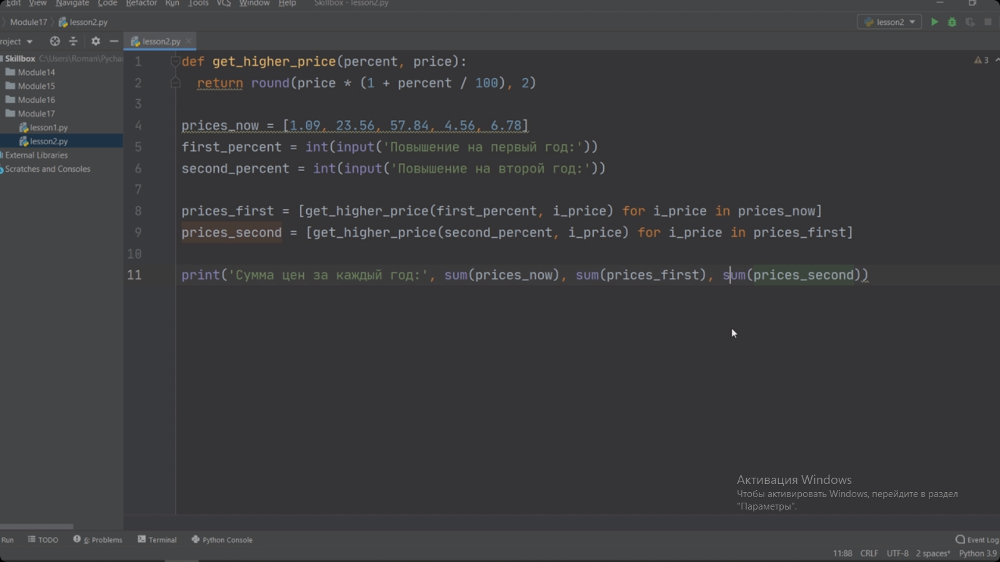 Edit View Navigate Code Refactor Run Tools VCS Window Help Skillbox - lesson2.py
Module17 lesson2.py lesson2
roject lesson2.py
Skillbox C:\Users\Roman\Pychar
Module14
Module15
Module16
Module17
lesson1.py
lesson2.py
External Libraries
Scratches and Consoles
3
1 def get_higher_price(percent, price):
2 return round(price * (1 + percent / 100), 2)
3
4 prices_now = [1.09, 23.56, 57.84, 4.56, 6.78]
5 first_percent = int(input('Повышение на первый год:'))
6 second_percent = int(input('Повышение на второй год:'))
7
8 prices_first = [get_higher_price(first_percent, i_price) for i_price in prices_now]
9 prices_second = [get_higher_price(second_percent, i_price) for i_price in prices_first]
10
11 print('Сумма цен за каждый год:', sum(prices_now), sum(prices_first), sum(prices_second))
Активация Windows
Чтобы активировать Windows, перейдите в раздел
"Параметры".
Run TODO 6: Problems Terminal Python Console Event Log
11:88 CRLF UTF-8 2 spaces* Python 3.9